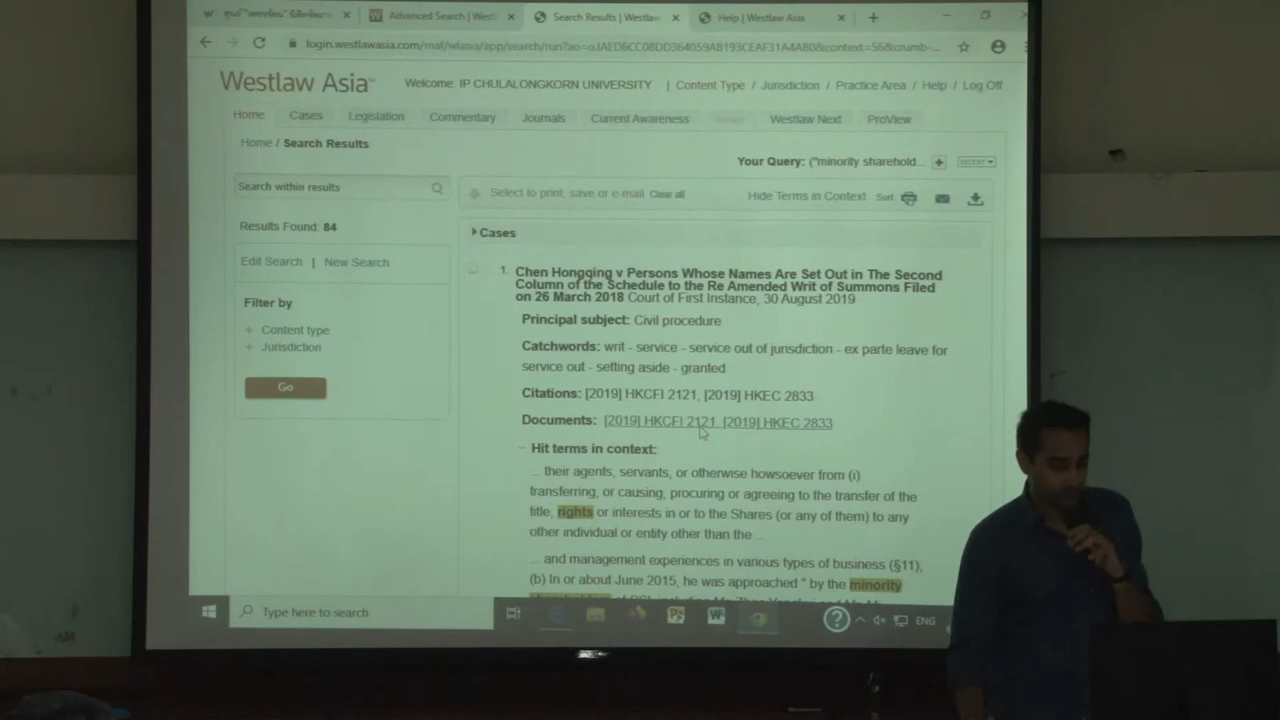 Advanced Search | Westl
Search Results | Westlaw
Help | Westlaw Asia
login.westlawasia.com/maf/wlasia/app/search/run?
Westlaw Asia
Welcome: IP CHULALONGKORN UNIVERSITY | Content Type / Jurisdiction / Practice Area / Help / Log Off
Home Cases Legislation Commentary Journals Current Awareness News Westlaw Next ProView
Home / Search Results
Your Query: ("minority sharehold... + RECENT
Search within results
Select to print, save or e-mail Clear all
Hide Terms in Context Sort
Results Found: 84
Cases
Edit Search | New Search
Filter by
+ Content type
+ Jurisdiction
Go
1. Chen Hongqing v Persons Whose Names Are Set Out in The Second
Column of the Schedule to the Re Amended Writ of Summons Filed
on 26 March 2018 Court of First Instance, 30 August 2019
Principal subject: Civil procedure
Catchwords: writ - service - service out of jurisdiction - ex parte leave for
service out - setting aside - granted
Citations: [2019] HKCFI 2121, [2019] HKEC 2833
Documents: [2019] HKCFI 2121, [2019] HKEC 2833
Hit terms in context:
... their agents, servants, or otherwise howsoever from (i)
transferring, or causing, procuring or agreeing to the transfer of the
title, rights or interests in or to the Shares (or any of them) to any
other individual or entity other than the ...
... and management experiences in various types of business (§11);
(b) In or about June 2015, he was approached " by the minority
Type here to search
ENG